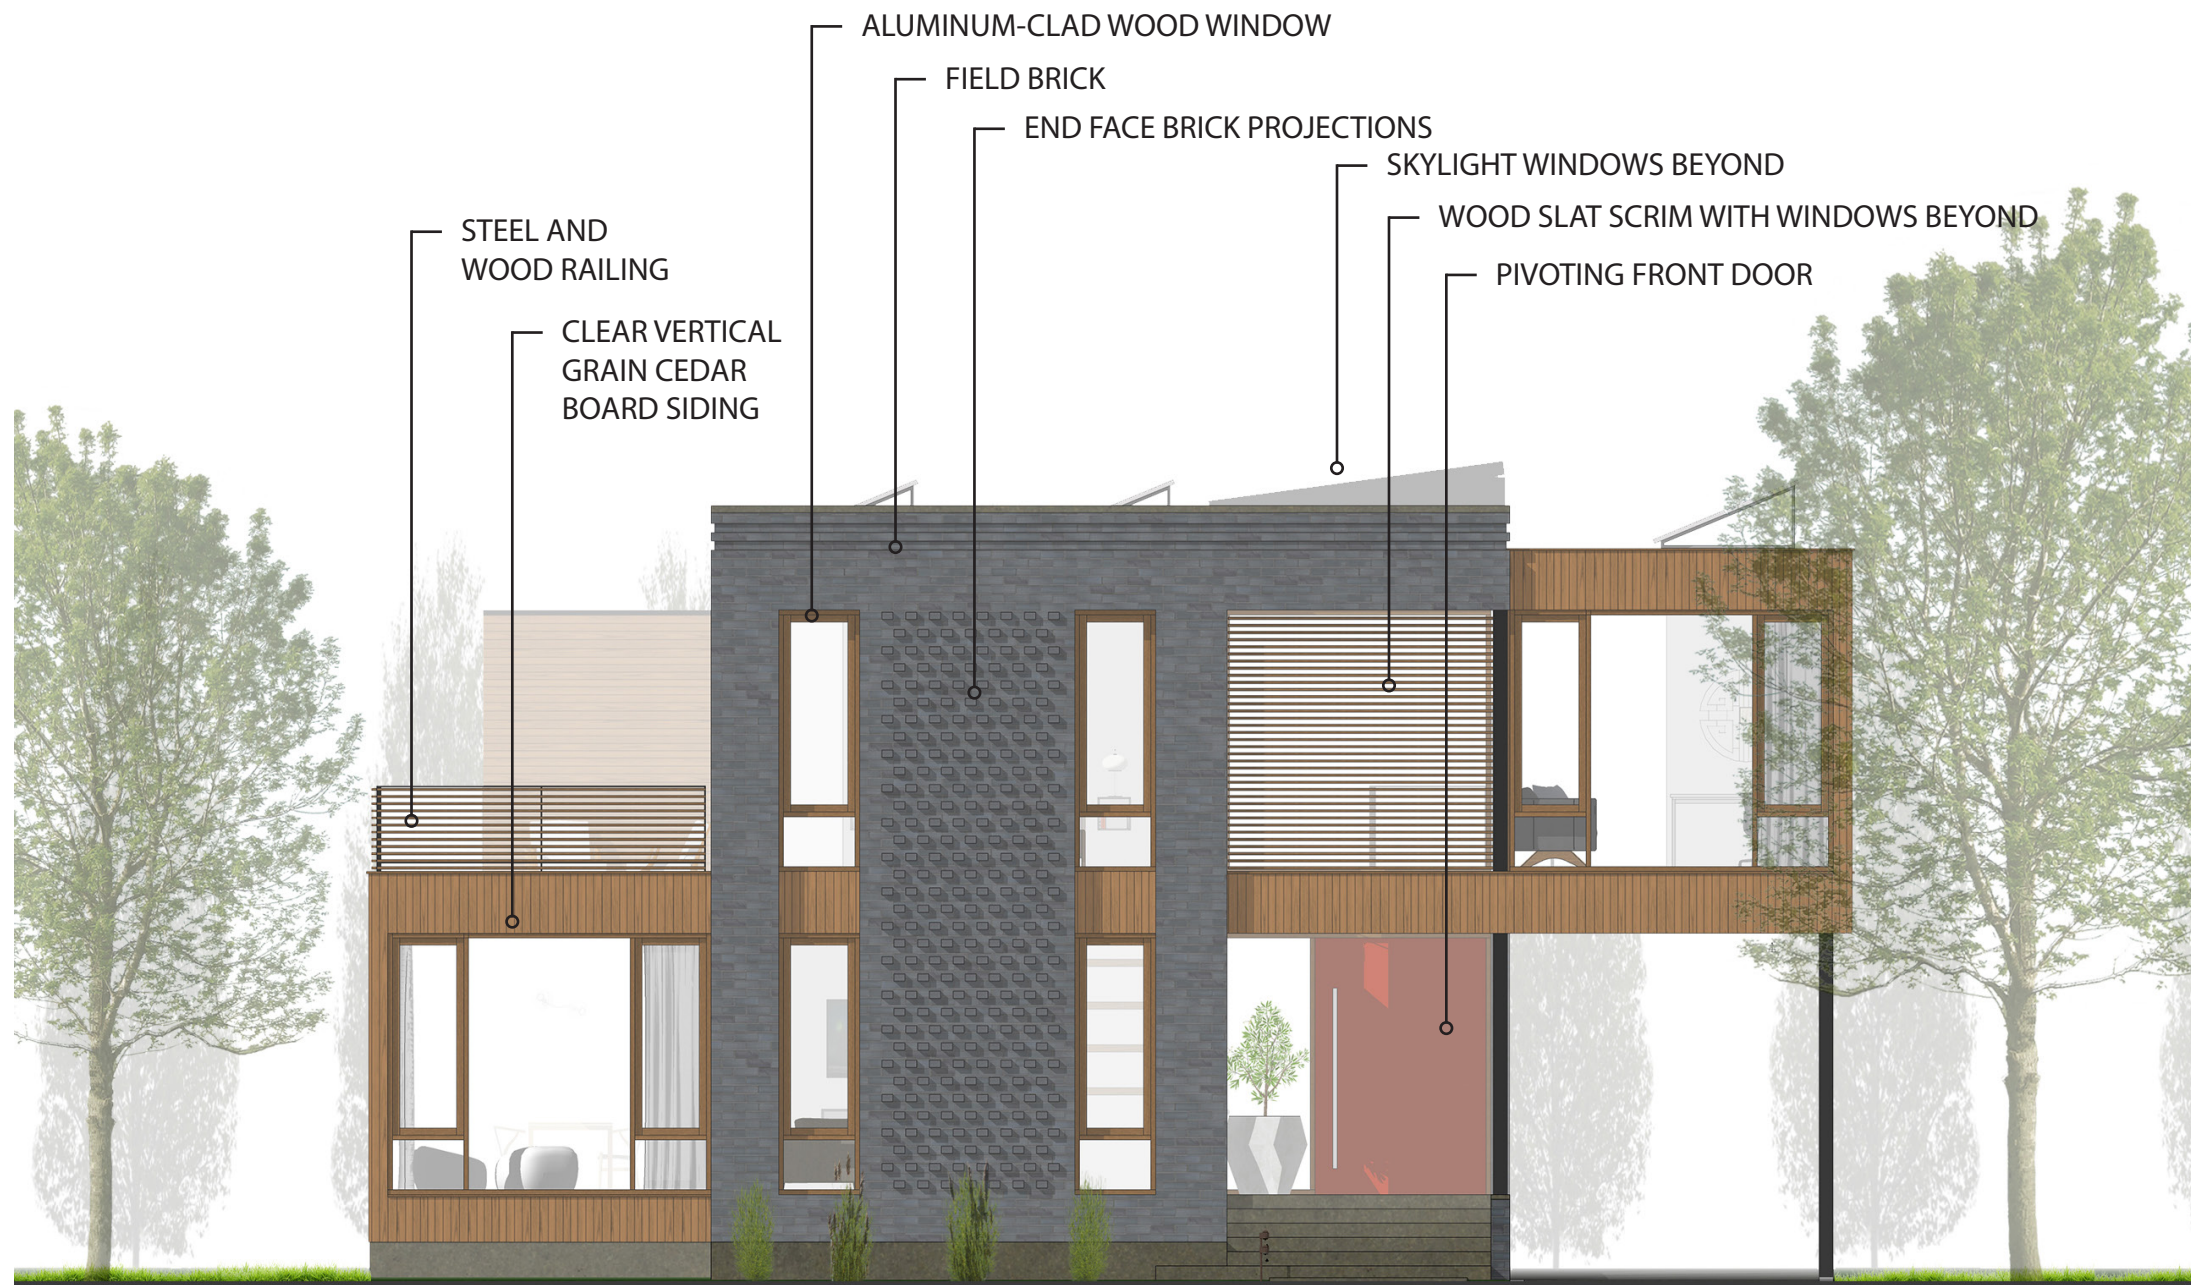 ALUMINUM-CLAD WOOD WINDOW
FIELD BRICK
END FACE BRICK PROJECTIONS
SKYLIGHT WINDOWS BEYOND
WOOD SLAT SCRIM WITH WINDOWS BEYOND
PIVOTING FRONT DOOR
STEEL AND
WOOD RAILING
CLEAR VERTICAL
GRAIN CEDAR
BOARD SIDING